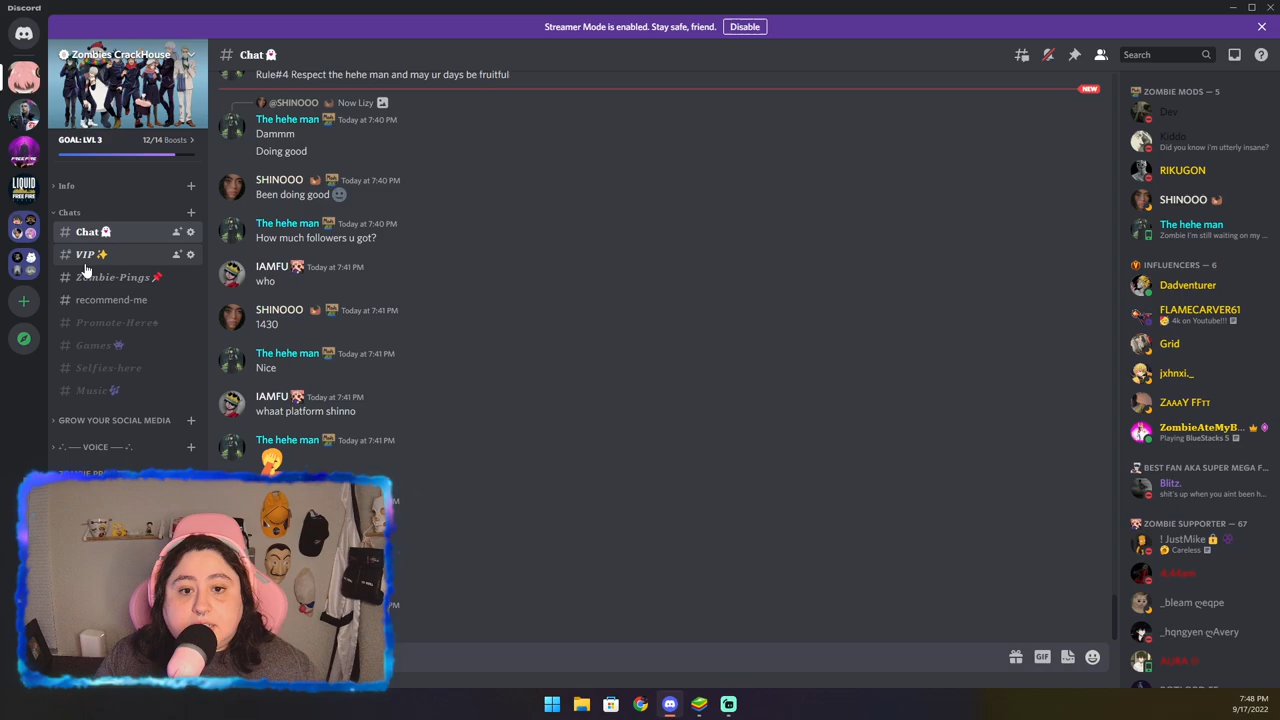 Discord
Streamer Mode is enabled. Stay safe, friend. Disable
Zombies CrackHouse
GOAL: LVL 3 12/14 Boosts >
Info
Chats
Chat
VIP
Zombie-Pings
recommend-me
Promote-Here
Games
Selfies-here
Music
GROW YOUR SOCIAL MEDIA
VOICE
# Chat
Search
Rule#4 Respect the hehe man and may ur days be fruitful
NEW
@SHINOOO Now Lizy
The hehe man Today at 7:40 PM
Dammm
Doing good
SHINOOO Today at 7:40 PM
Been doing good
The hehe man Today at 7:40 PM
How much followers u got?
IAMFU Today at 7:41 PM
who
SHINOOO Today at 7:41 PM
1430
The hehe man Today at 7:41 PM
Nice
IAMFU Today at 7:41 PM
whaat platform shinno
The hehe man Today at 7:41 PM
GIF
ZOMBIE MODS — 5
Dev
Kiddo
Did you know i'm utterly insane?
RIKUGON
SHINOOO
The hehe man
Zombie I'm still waiting on my ...
INFLUENCERS — 6
Dadventurer
FLAMECARVER61
4k on Youtube!!!
Grid
jxhnxi._
ZAAAY FFTT
ZombieAteMyB...
Playing BlueStacks 5
BEST FAN AKA SUPER MEGA F...
Blitz.
shit's up when you aint been h...
ZOMBIE SUPPORTER — 67
! JustMike
Careless
_bleam ღeqpe
_hqngyen ღAvery
7:48 PM
9/17/2022